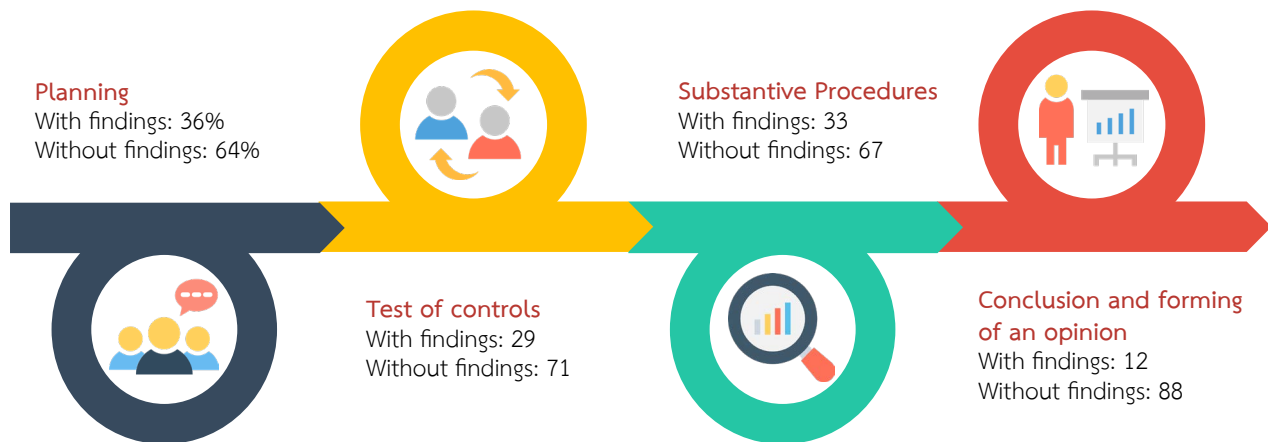 Planning
With findings: 36%
Without findings: 64%
Test of controls
With findings: 29
Without findings: 71
Substantive Procedures
With findings: 33
Without findings: 67
Conclusion and forming
of an opinion
With findings: 12
Without findings: 88